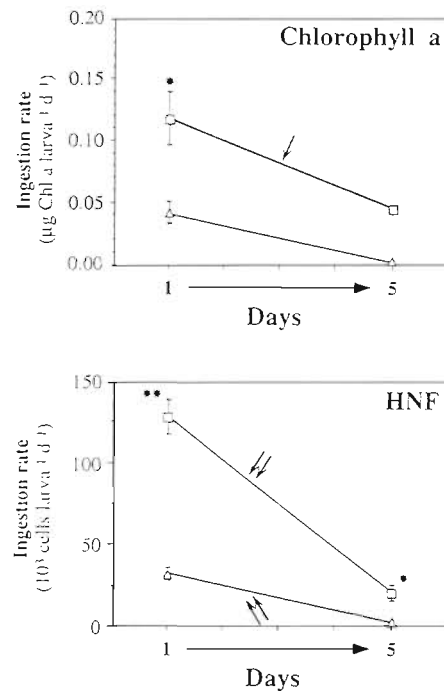 Chlorophyll a
0.20
0.15
0.10
0.05
0.00
Ingestion rate
(µg Chl a larva⁻¹ d⁻¹)
*
1 5
Days
HNF
150
100
50
0
Ingestion rate
(10³ cells larva⁻¹ d⁻¹)
**
*
1 5
Days